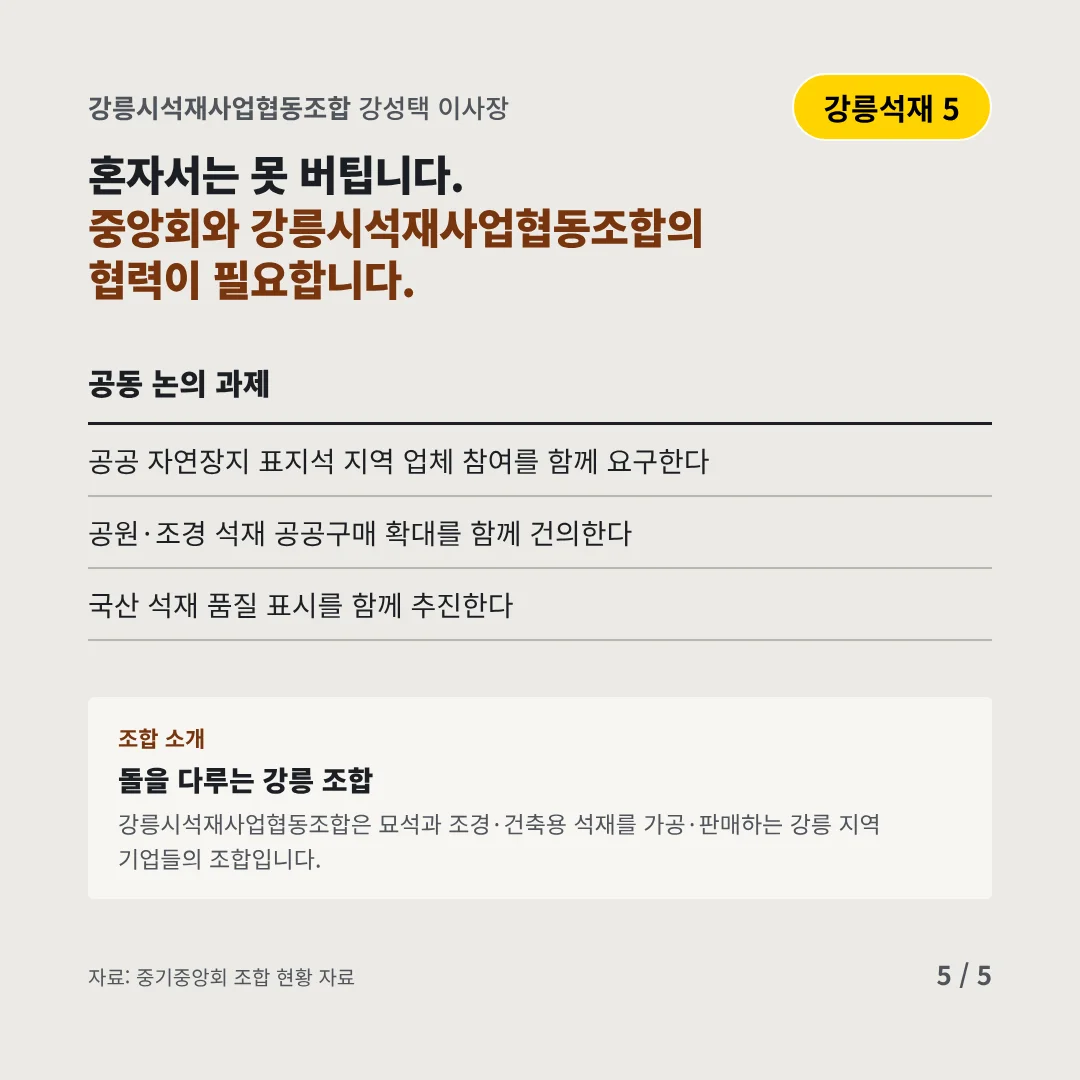 강릉시석재사업협동조합 강성택 이사장
강릉석재 5
혼자서는 못 버팁니다.
중앙회와 강릉시석재사업협동조합의
협력이 필요합니다.
공동 논의 과제
공공 자연장지 표지석 지역 업체 참여를 함께 요구한다
공원·조경 석재 공공구매 확대를 함께 건의한다
국산 석재 품질 표시를 함께 추진한다
조합 소개
돌을 다루는 강릉 조합
강릉시석재사업협동조합은 묘석과 조경·건축용 석재를 가공·판매하는 강릉 지역
기업들의 조합입니다.
자료: 중기중앙회 조합 현황 자료
5 / 5